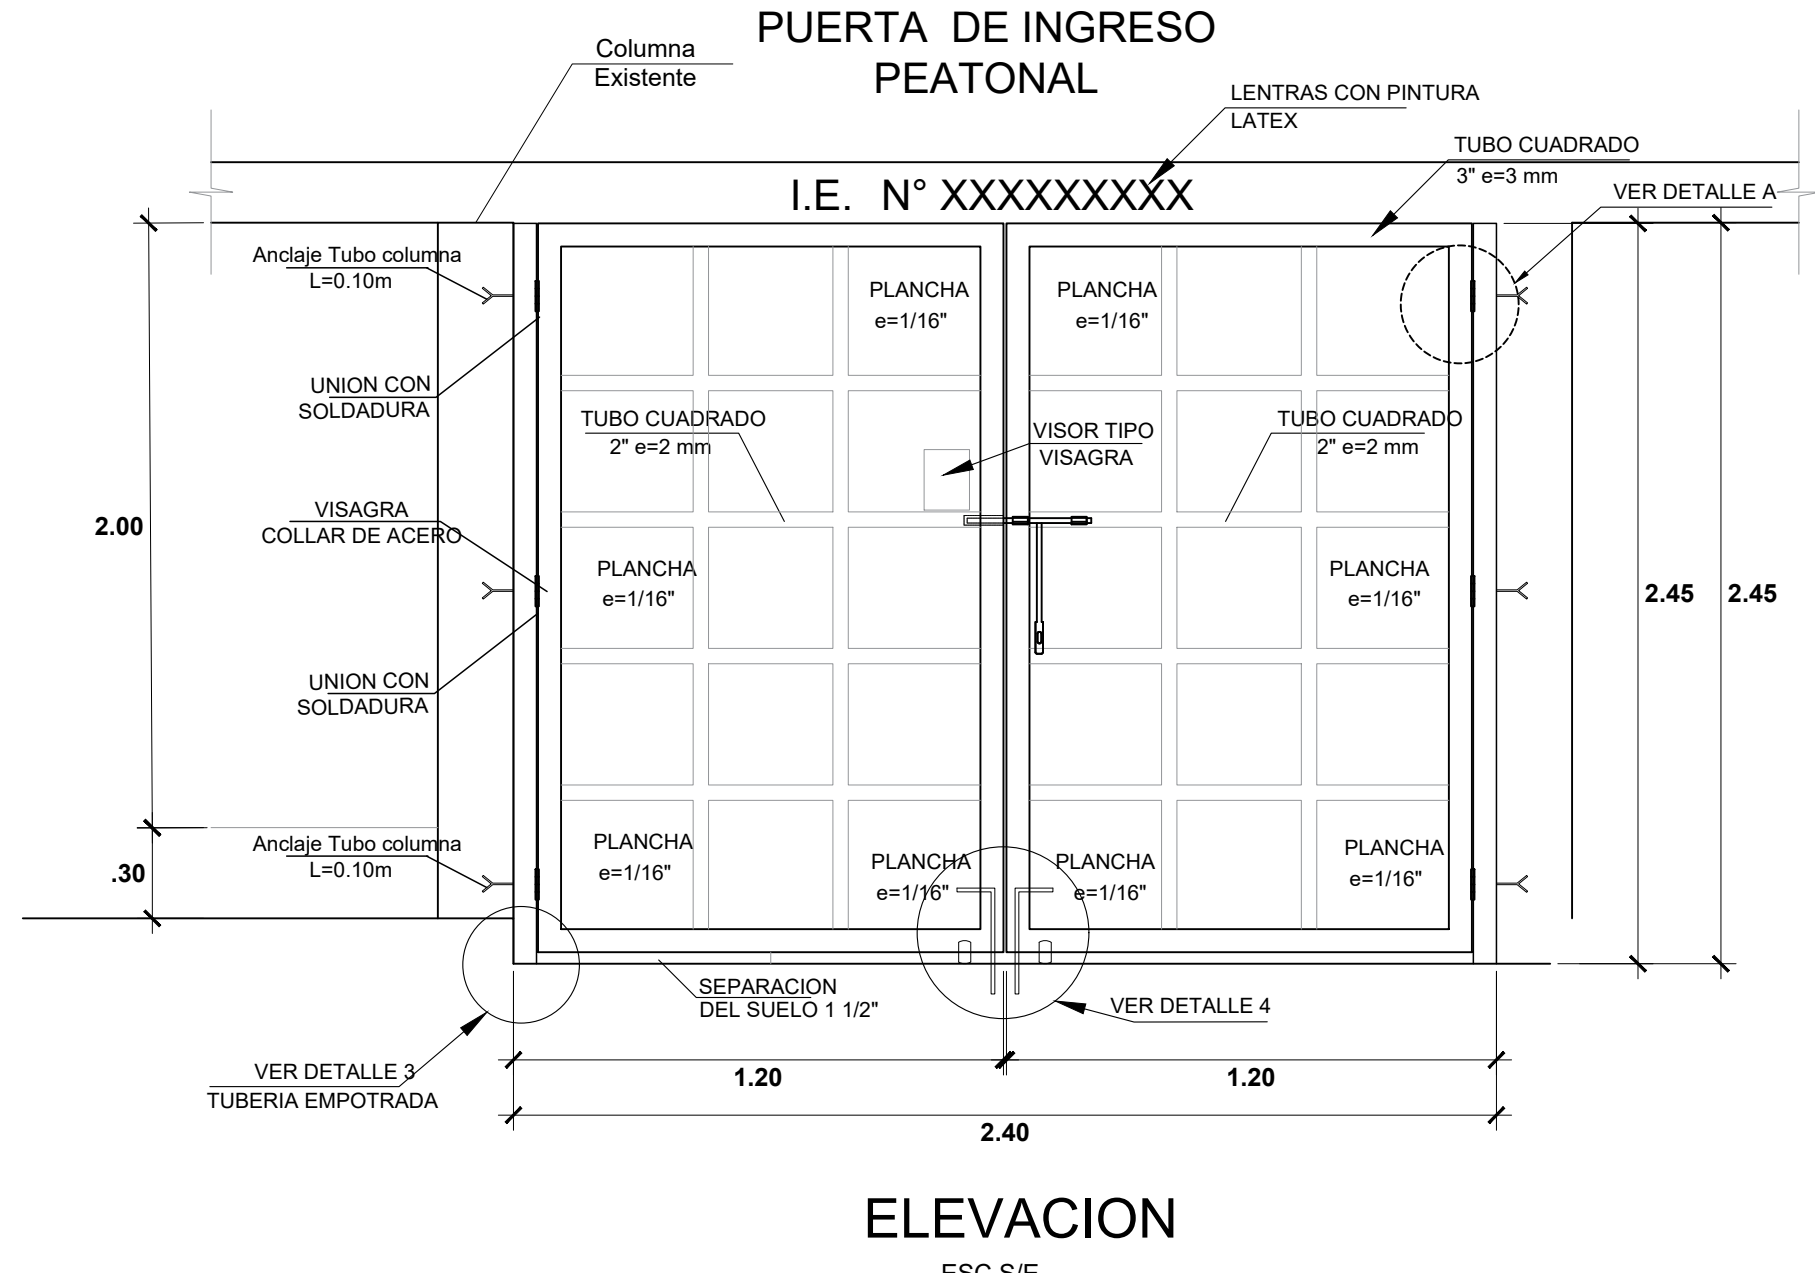 PUERTA DE INGRESO
PEATONAL
Columna
Existente
LENTRAS CON PINTURA
LATEX
TUBO CUADRADO
3" e=3 mm
VER DETALLE A
I.E. N° XXXXXXXXX
Anclaje Tubo columna
L=0.10m
PLANCHA
e=1/16"
PLANCHA
e=1/16"
UNION CON
SOLDADURA
TUBO CUADRADO
2" e=2 mm
VISOR TIPO
VISAGRA
TUBO CUADRADO
2" e=2 mm
2.00
VISAGRA
COLLAR DE ACERO
PLANCHA
e=1/16"
PLANCHA
e=1/16"
2.45
2.45
UNION CON
SOLDADURA
Anclaje Tubo columna
L=0.10m
.30
PLANCHA
e=1/16"
PLANCHA
e=1/16"
PLANCHA
e=1/16"
PLANCHA
e=1/16"
SEPARACION
DEL SUELO 1 1/2"
VER DETALLE 4
VER DETALLE 3
TUBERIA EMPOTRADA
1.20
1.20
2.40
ELEVACION
ESC S/E